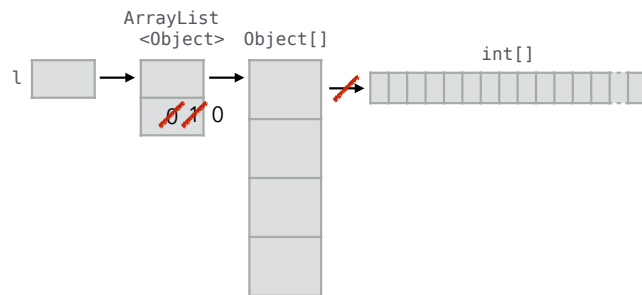 ArrayList
<Object>
Object[]
int[]
l
0 1 0